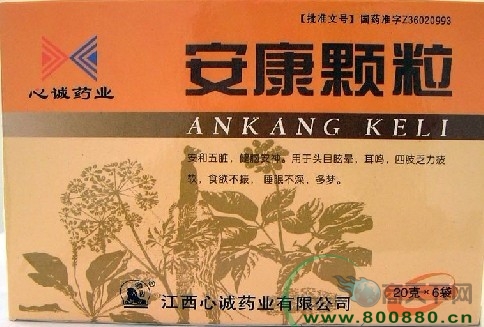 【批准文号】国药准字Z36020993
心诚药业
安康颗粒
ANKANG KELI
安和五脏，健脑安神。用于头目眩晕，耳鸣，四肢乏力疲
软，食欲不振，睡眠不深，多梦。
20克×6袋
江西心诚药业有限公司
www.800880.cn